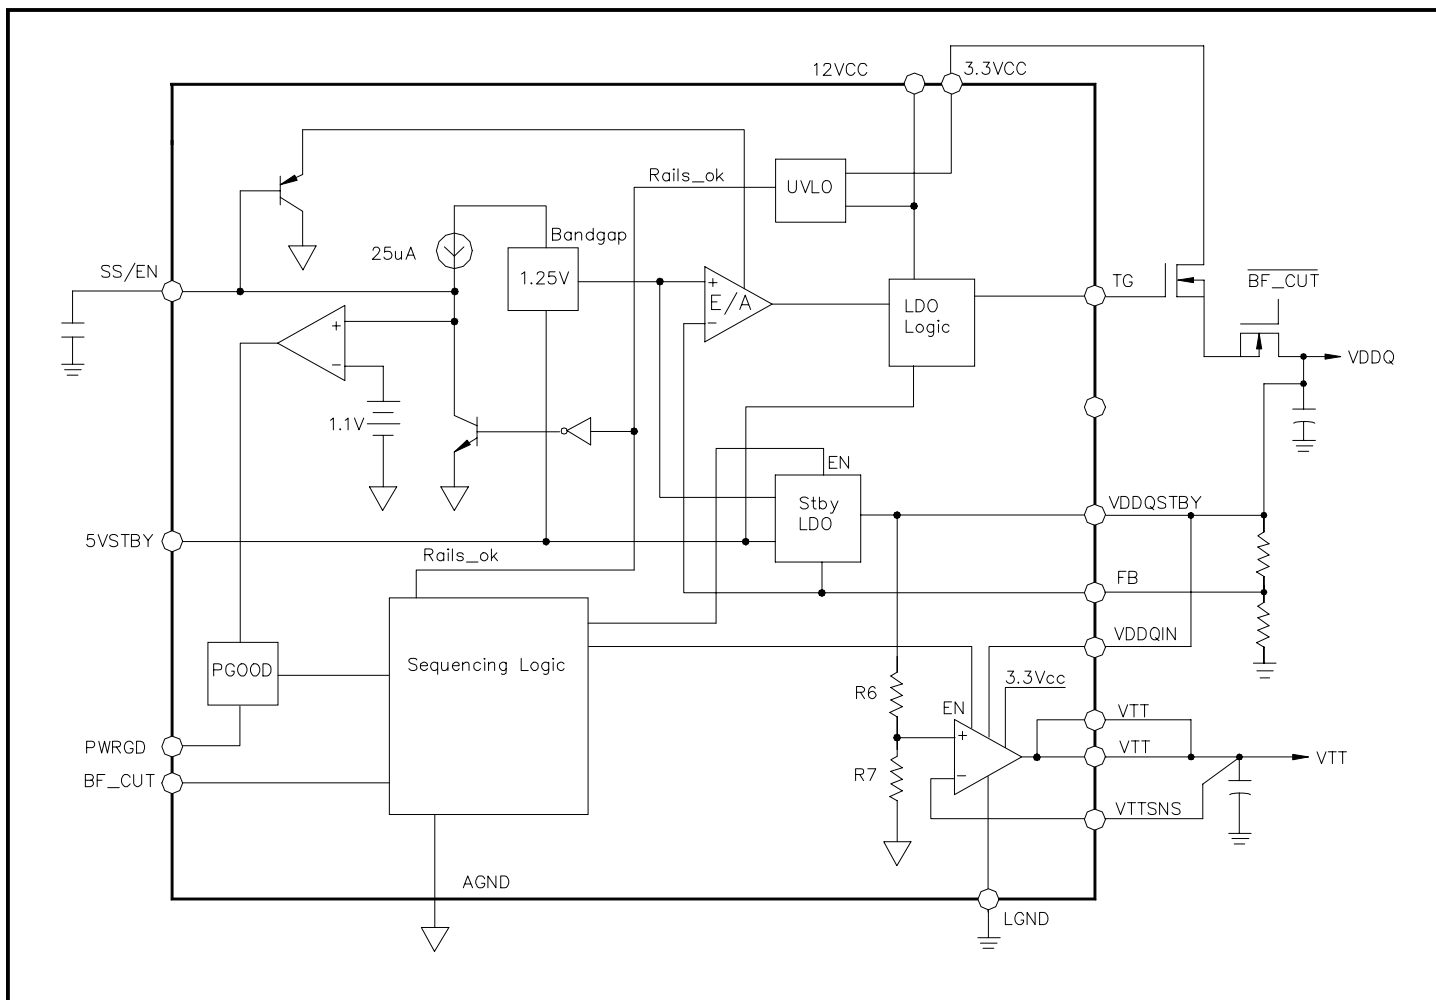 12VCC
3.3VCC
Rails_ok
UVLO
Bandgap
25uA
1.25V
SS/EN
+
E/A
−
LDO
Logic
TG
BF_CUT
VDDQ
+
−
1.1V
EN
Stby
LDO
VDDQSTBY
5VSTBY
Rails_ok
FB
VDDQIN
Sequencing Logic
PGOOD
R6
3.3Vcc
EN
VTT
+
PWRGD
VTT
VTT
BF_CUT
R7
−
VTTSNS
AGND
LGND